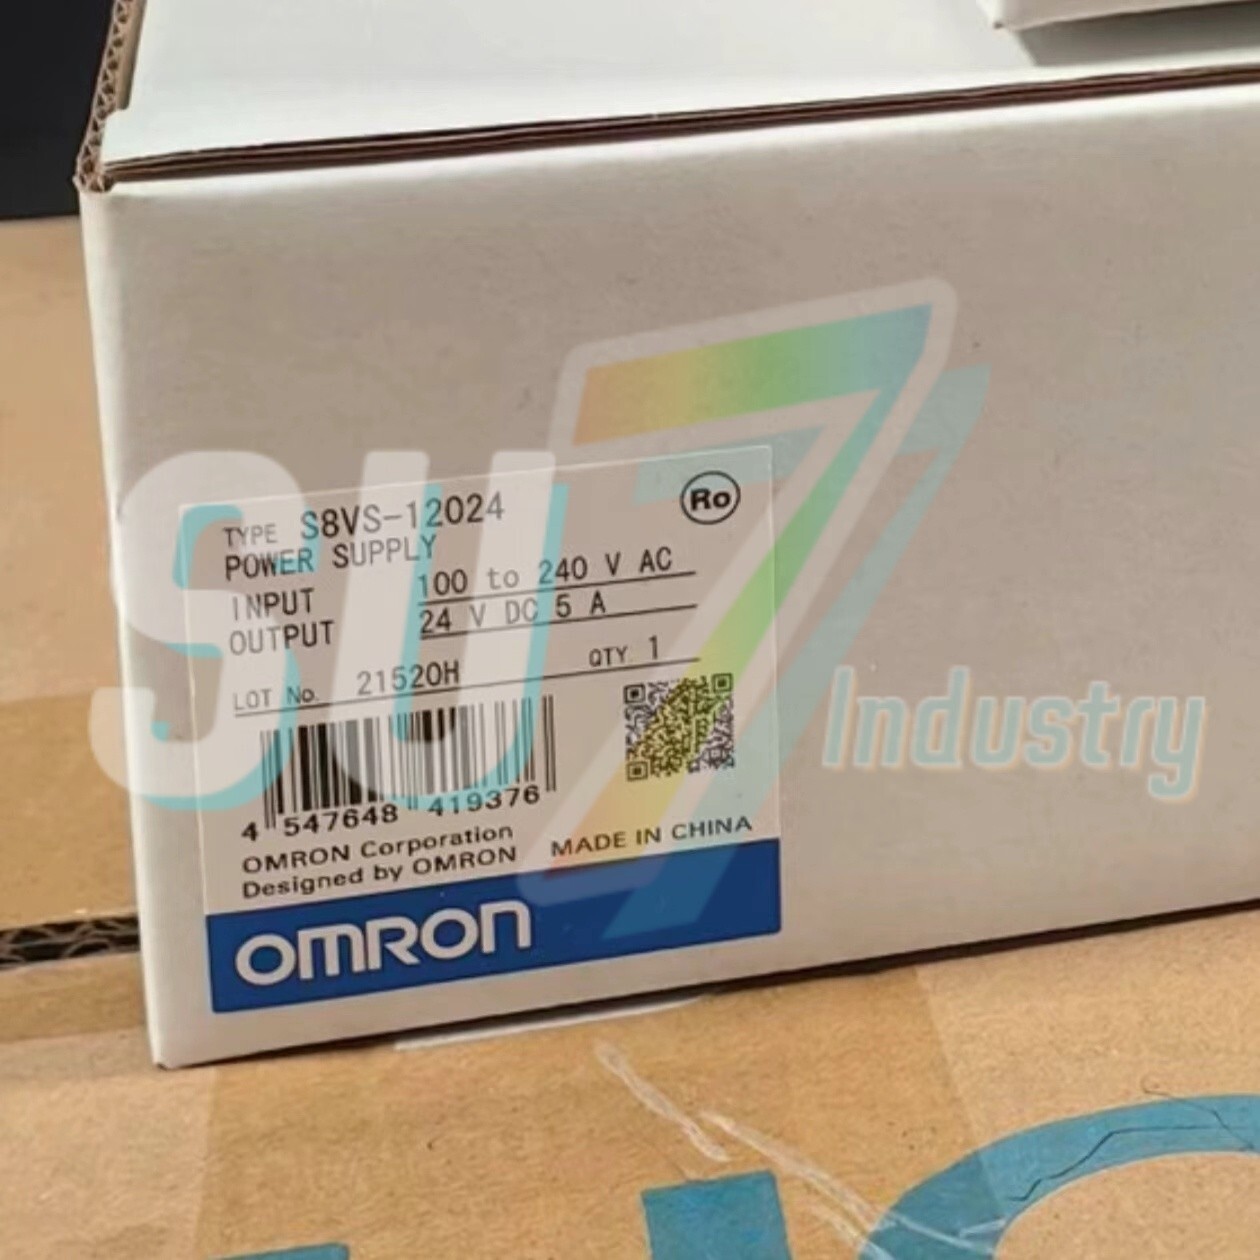 TYPE S8VS-12024
Ro
POWER SUPPLY
INPUT 100 to 240 V AC
OUTPUT 24 V DC 5 A
LOT No. 21520H QTY. 1
4 547648 419376
OMRON Corporation
Designed by OMRON MADE IN CHINA
OMRON
SU7
Industry